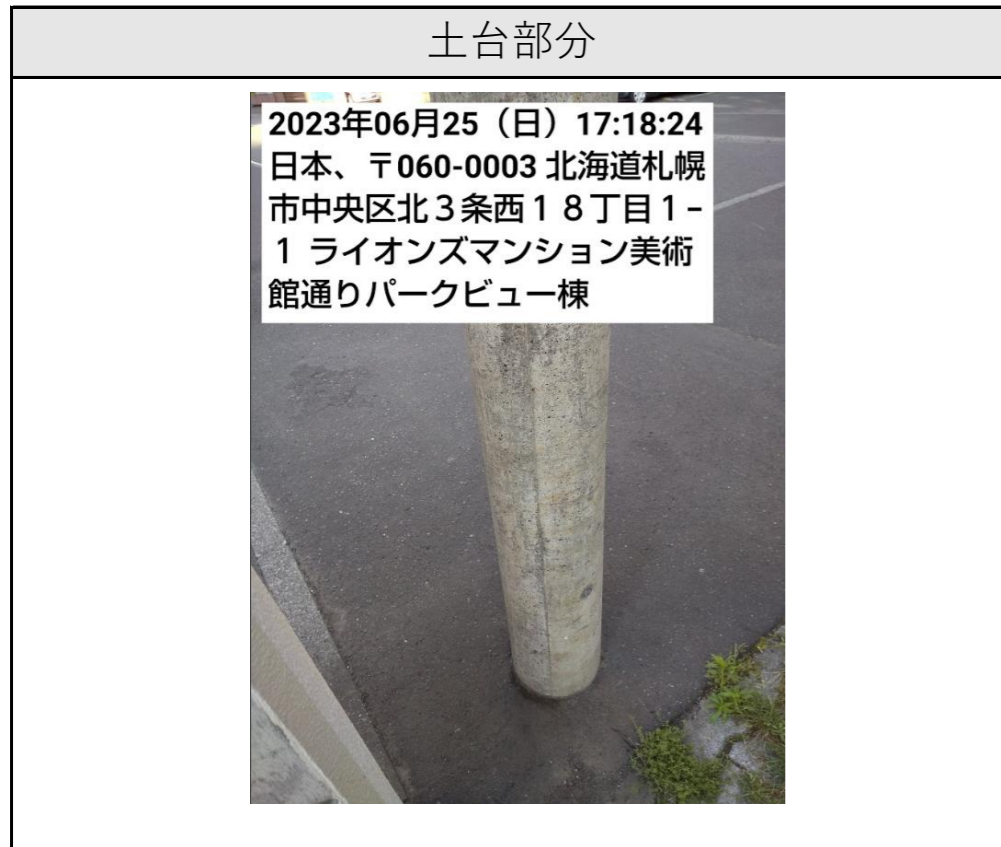 土台部分
2023年06月25（日）17:18:24
日本、〒060-0003 北海道札幌
市中央区北３条西１８丁目１−
１ ライオンズマンション美術
館通りパークビュー棟